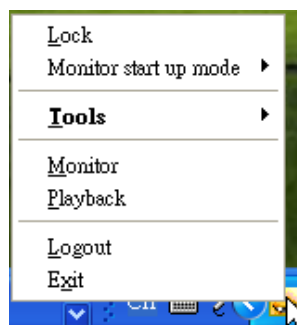 Lock
Monitor start up mode
Tools
Monitor
Playback
Logout
Exit